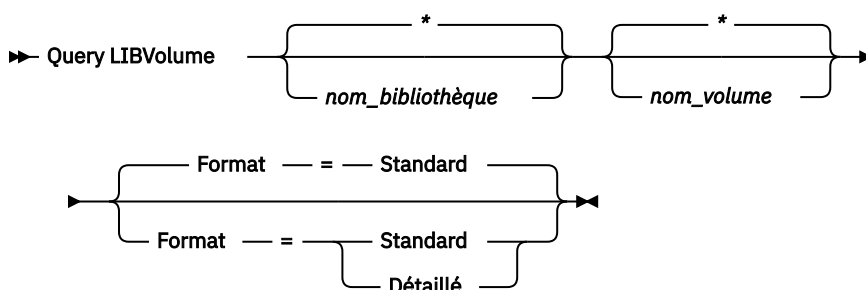 * *
Query LIBVolume
nom_bibliothèque nom_volume
Format = Standard
Format = Standard
Détaillé